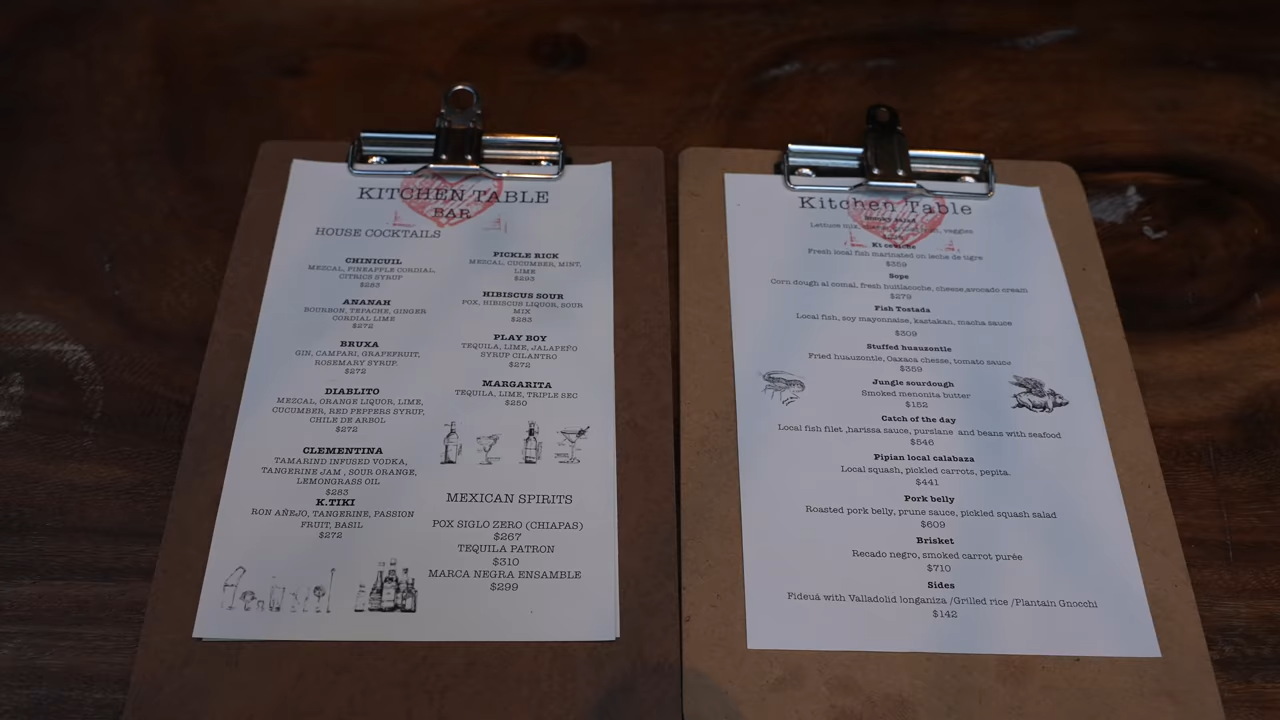 KITCHEN TABLE
BAR
HOUSE COCKTAILS
CHINICUIL
MEZCAL, PINEAPPLE CORDIAL,
CITRICS SYRUP
$283
ANANAH
BOURBON, TEPACHE, GINGER
CORDIAL LIME
$272
BRUXA
GIN, CAMPARI, GRAPEFRUIT,
ROSEMARY SYRUP.
$272
DIABLITO
MEZCAL, ORANGE LIQUOR, LIME,
CUCUMBER, RED PEPPERS SYRUP,
CHILE DE ARBOL
$272
CLEMENTINA
TAMARIND INFUSED VODKA,
TANGERINE JAM , SOUR ORANGE,
LEMONGRASS OIL
$283
K.TIKI
RON AÑEJO, TANGERINE, PASSION
FRUIT, BASIL
$272
PICKLE RICK
MEZCAL, CUCUMBER, MINT,
LIME
$293
HIBISCUS SOUR
POX, HIBISCUS LIQUOR, SOUR
MIX
$283
PLAY BOY
TEQUILA, LIME, JALAPEÑO
SYRUP CILANTRO
$272
MARGARITA
TEQUILA, LIME, TRIFLE SEC
$250
MEXICAN SPIRITS
POX SIGLO ZERO (CHIAPAS)
$267
TEQUILA PATRON
$310
MARCA NEGRA ENSAMBLE
$299
Kitchen Table
Lettuce mix, veggies
Kt ceviche
Fresh local fish marinated on leche de tigre
$359
Sope
Corn dough al comal, fresh huitlacoche, cheese,avocado cream
$279
Fish Tostada
Local fish, soy mayonnaise, kastakan, macha sauce
$309
Stuffed huauzontle
Fried huauzontle, Oaxaca chesse, tomato sauce
$359
Jungle sourdough
Smoked menonita butter
$152
Catch of the day
Local fish filet ,harissa sauce, purslane and beans with seafood
$546
Pipian local calabaza
Local squash, pickled carrots, pepita.
$441
Pork belly
Roasted pork belly, prune sauce, pickled squash salad
$609
Brisket
Recado negro, smoked carrot purée
$710
Sides
Fideuá with Valladolid longaniza /Grilled rice /Plantain Gnocchi
$142